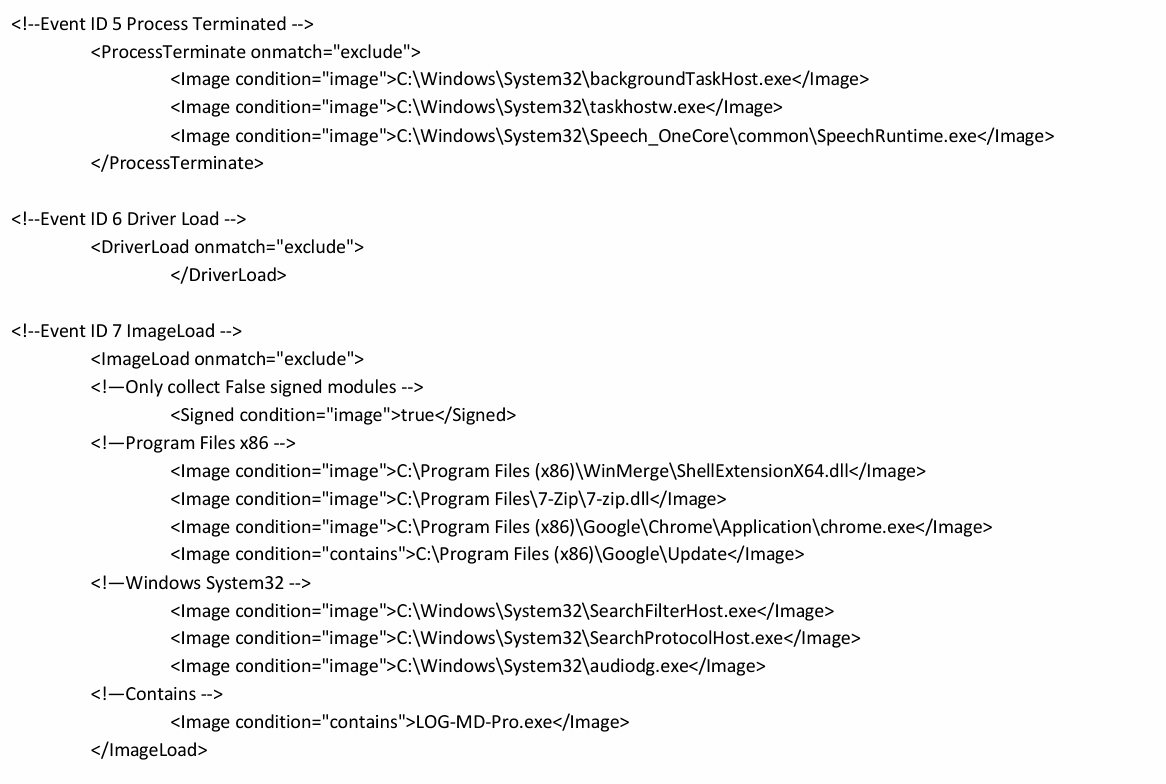 <!--Event ID 5 Process Terminated -->
<ProcessTerminate onmatch="exclude">
<Image condition="image">C:\Windows\System32\backgroundTaskHost.exe</Image>
<Image condition="image">C:\Windows\System32\taskhostw.exe</Image>
<Image condition="image">C:\Windows\System32\Speech_OneCore\common\SpeechRuntime.exe</Image>
</ProcessTerminate>
<!--Event ID 6 Driver Load -->
<DriverLoad onmatch="exclude">
</DriverLoad>
<!--Event ID 7 ImageLoad -->
<ImageLoad onmatch="exclude">
<!—Only collect False signed modules -->
<Signed condition="image">true</Signed>
<!—Program Files x86 -->
<Image condition="image">C:\Program Files (x86)\WinMerge\ShellExtensionX64.dll</Image>
<Image condition="image">C:\Program Files\7-Zip\7-zip.dll</Image>
<Image condition="image">C:\Program Files (x86)\Google\Chrome\Application\chrome.exe</Image>
<Image condition="contains">C:\Program Files (x86)\Google\Update</Image>
<!—Windows System32 -->
<Image condition="image">C:\Windows\System32\SearchFilterHost.exe</Image>
<Image condition="image">C:\Windows\System32\SearchProtocolHost.exe</Image>
<Image condition="image">C:\Windows\System32\audiodg.exe</Image>
<!—Contains -->
<Image condition="contains">LOG-MD-Pro.exe</Image>
</ImageLoad>